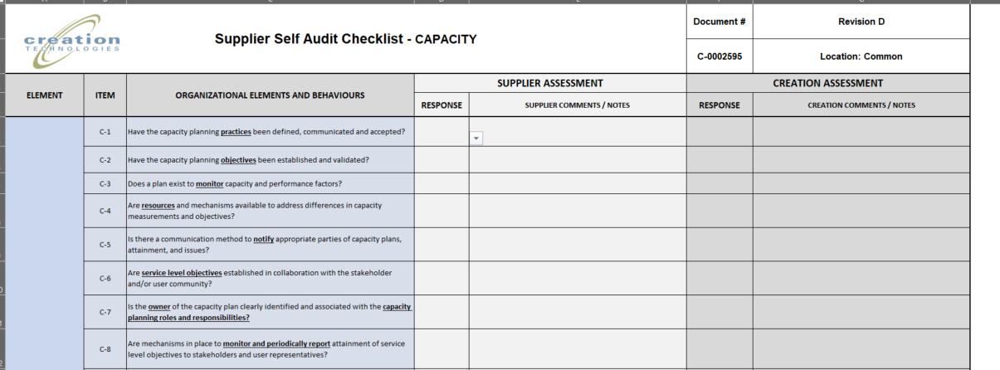 creation
TECHNOLOGIES
Supplier Self Audit Checklist - CAPACITY
Document #
Revision D
C-0002595
Location: Common
ELEMENT
ITEM
ORGANIZATIONAL ELEMENTS AND BEHAVIOURS
SUPPLIER ASSESSMENT
CREATION ASSESSMENT
RESPONSE
SUPPLIER COMMENTS / NOTES
RESPONSE
CREATION COMMENTS / NOTES
C-1
Have the capacity planning practices been defined, communicated and accepted?
C-2
Have the capacity planning objectives been established and validated?
C-3
Does a plan exist to monitor capacity and performance factors?
C-4
Are resources and mechanisms available to address differences in capacity
measurements and objectives?
C-5
Is there a communication method to notify appropriate parties of capacity plans,
attainment, and issues?
C-6
Are service level objectives established in collaboration with the stakeholder
and/or user community?
C-7
Is the owner of the capacity plan clearly identified and associated with the capacity
planning roles and responsibilities?
C-8
Are mechanisms in place to monitor and periodically report attainment of service
level objectives to stakeholders and user representatives?